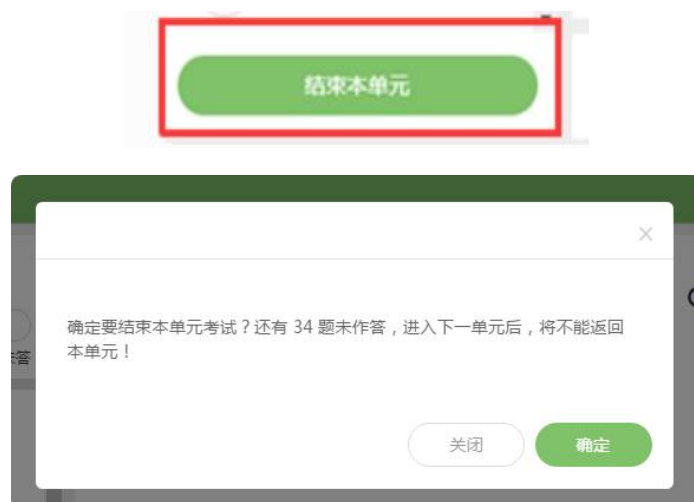 结束本单元
×
确定要结束本单元考试？还有 34 题未作答，进入下一单元后，将不能返回
本单元！
答
关闭 确定